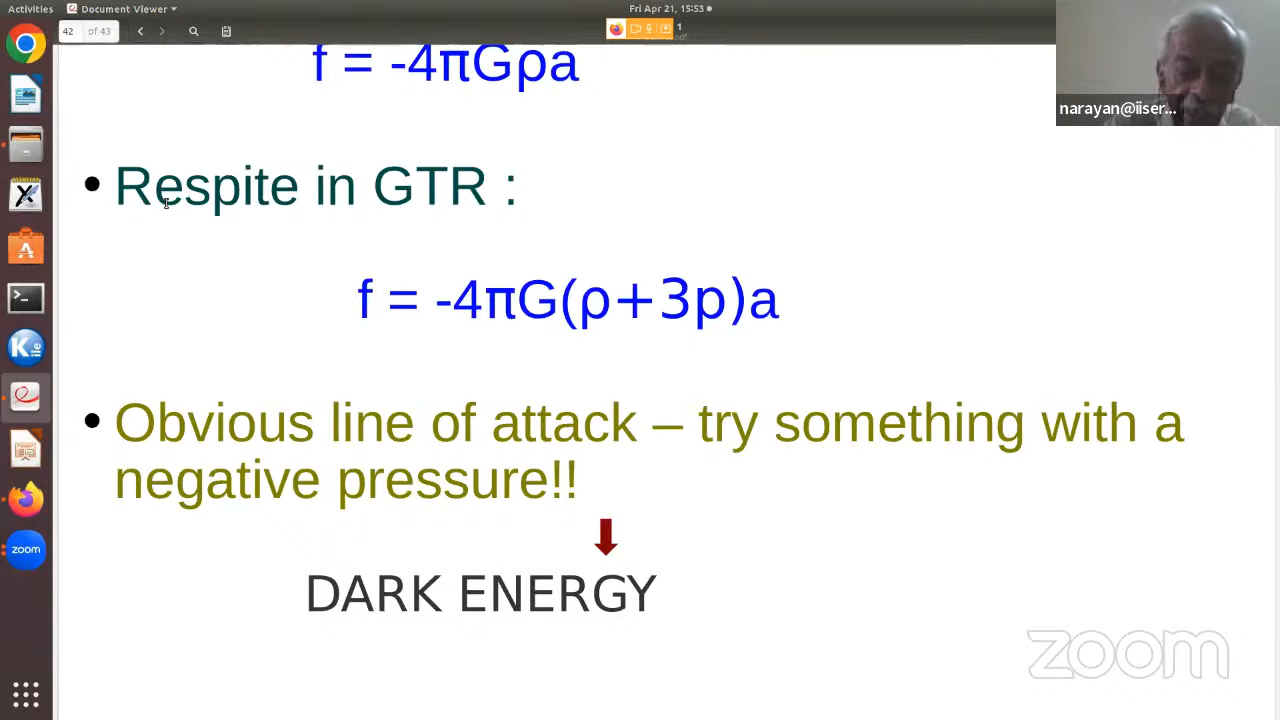 Activities
Document Viewer
Fri Apr 21, 15:53
42 of 43
1
f = -4πGρa
narayan@iiser...
• Respite in GTR :
f = -4πG(ρ+3p)a
• Obvious line of attack – try something with a
negative pressure!!
DARK ENERGY
zoom
zoom